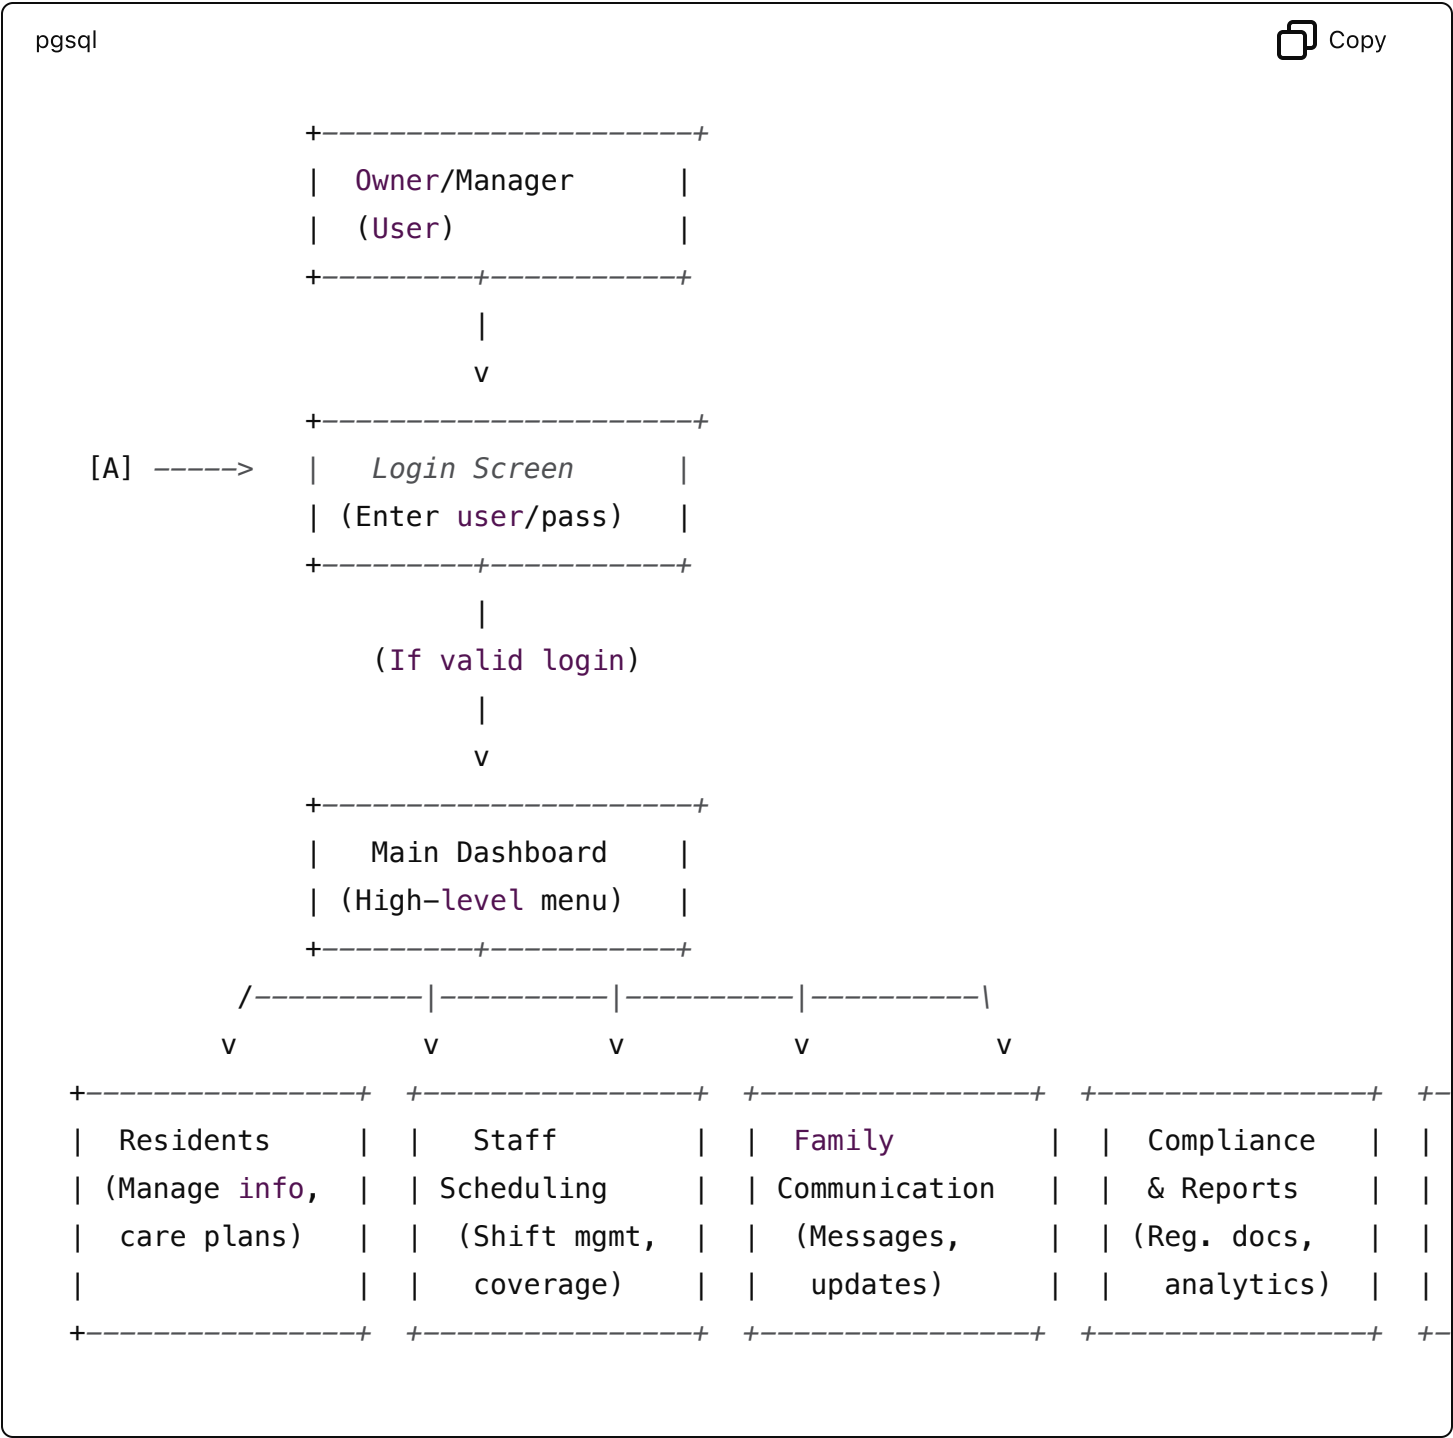 pgsql Copy
+----------------------+
|  Owner/Manager      |
|  (User)             |
+---------+-----------+
|
v
+----------------------+
[A] ----->   |   Login Screen      |
| (Enter user/pass)   |
+---------+-----------+
|
(If valid login)
|
v
+----------------------+
|   Main Dashboard    |
| (High-level menu)   |
+---------+-----------+
/----------|----------|----------|----------\
v           v          v          v           v
+----------------+  +-----------------+  +-----------------+  +-----------------+  +-
|  Residents     |  |   Staff        |  |  Family         |  |  Compliance   |  |
| (Manage info,  |  | Scheduling     |  | Communication   |  |  & Reports    |  |
|  care plans)   |  |  (Shift mgmt,  |  |  (Messages,     |  | (Reg. docs,   |  |
|                |  |   coverage)    |  |   updates)      |  |   analytics)  |  |
+----------------+  +-----------------+  +-----------------+  +-----------------+  +-